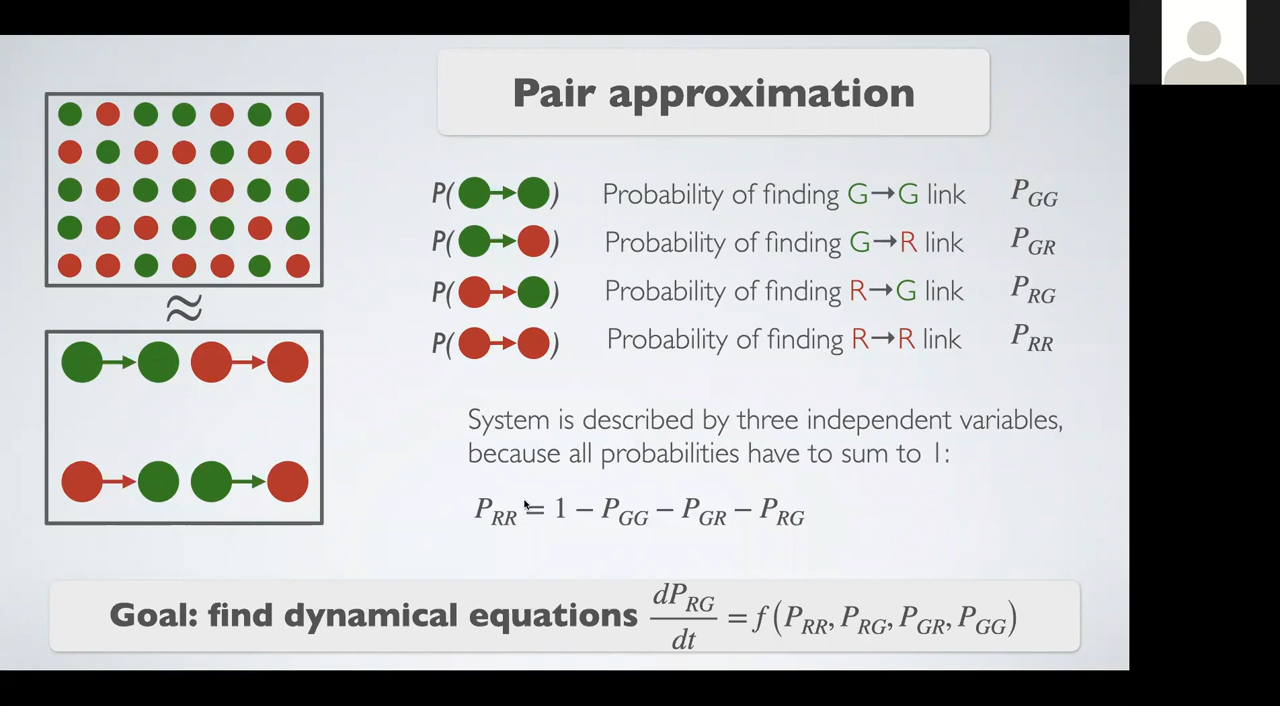 Pair approximation
P( → ) Probability of finding G→G link P_GG
P( → ) Probability of finding G→R link P_GR
P( → ) Probability of finding R→G link P_RG
P( → ) Probability of finding R→R link P_RR
≈
System is described by three independent variables,
because all probabilities have to sum to 1:
P_RR = 1 − P_GG − P_GR − P_RG
Goal: find dynamical equations dP_RG/dt = f(P_RR, P_RG, P_GR, P_GG)